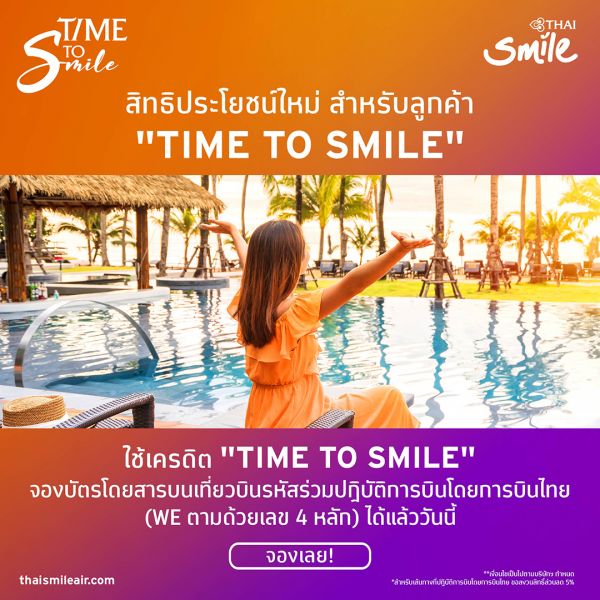 TIME
TO
Smile
THAI
Smile
สิทธิประโยชน์ใหม่ สำหรับลูกค้า
"TIME TO SMILE"
ใช้เครดิต "TIME TO SMILE"
จองบัตรโดยสารบนเที่ยวบินรหัสร่วมปฏิบัติการบินโดยการบินไทย
(WE ตามด้วยเลข 4 หลัก) ได้แล้ววันนี้
จองเลย!
thaismileair.com
**เงื่อนไขเป็นไปตามบริษัทฯ กำหนด
*สำหรับเส้นทางที่ปฏิบัติการบินโดยการบินไทย ขอสงวนสิทธิ์ส่วนลด 5%